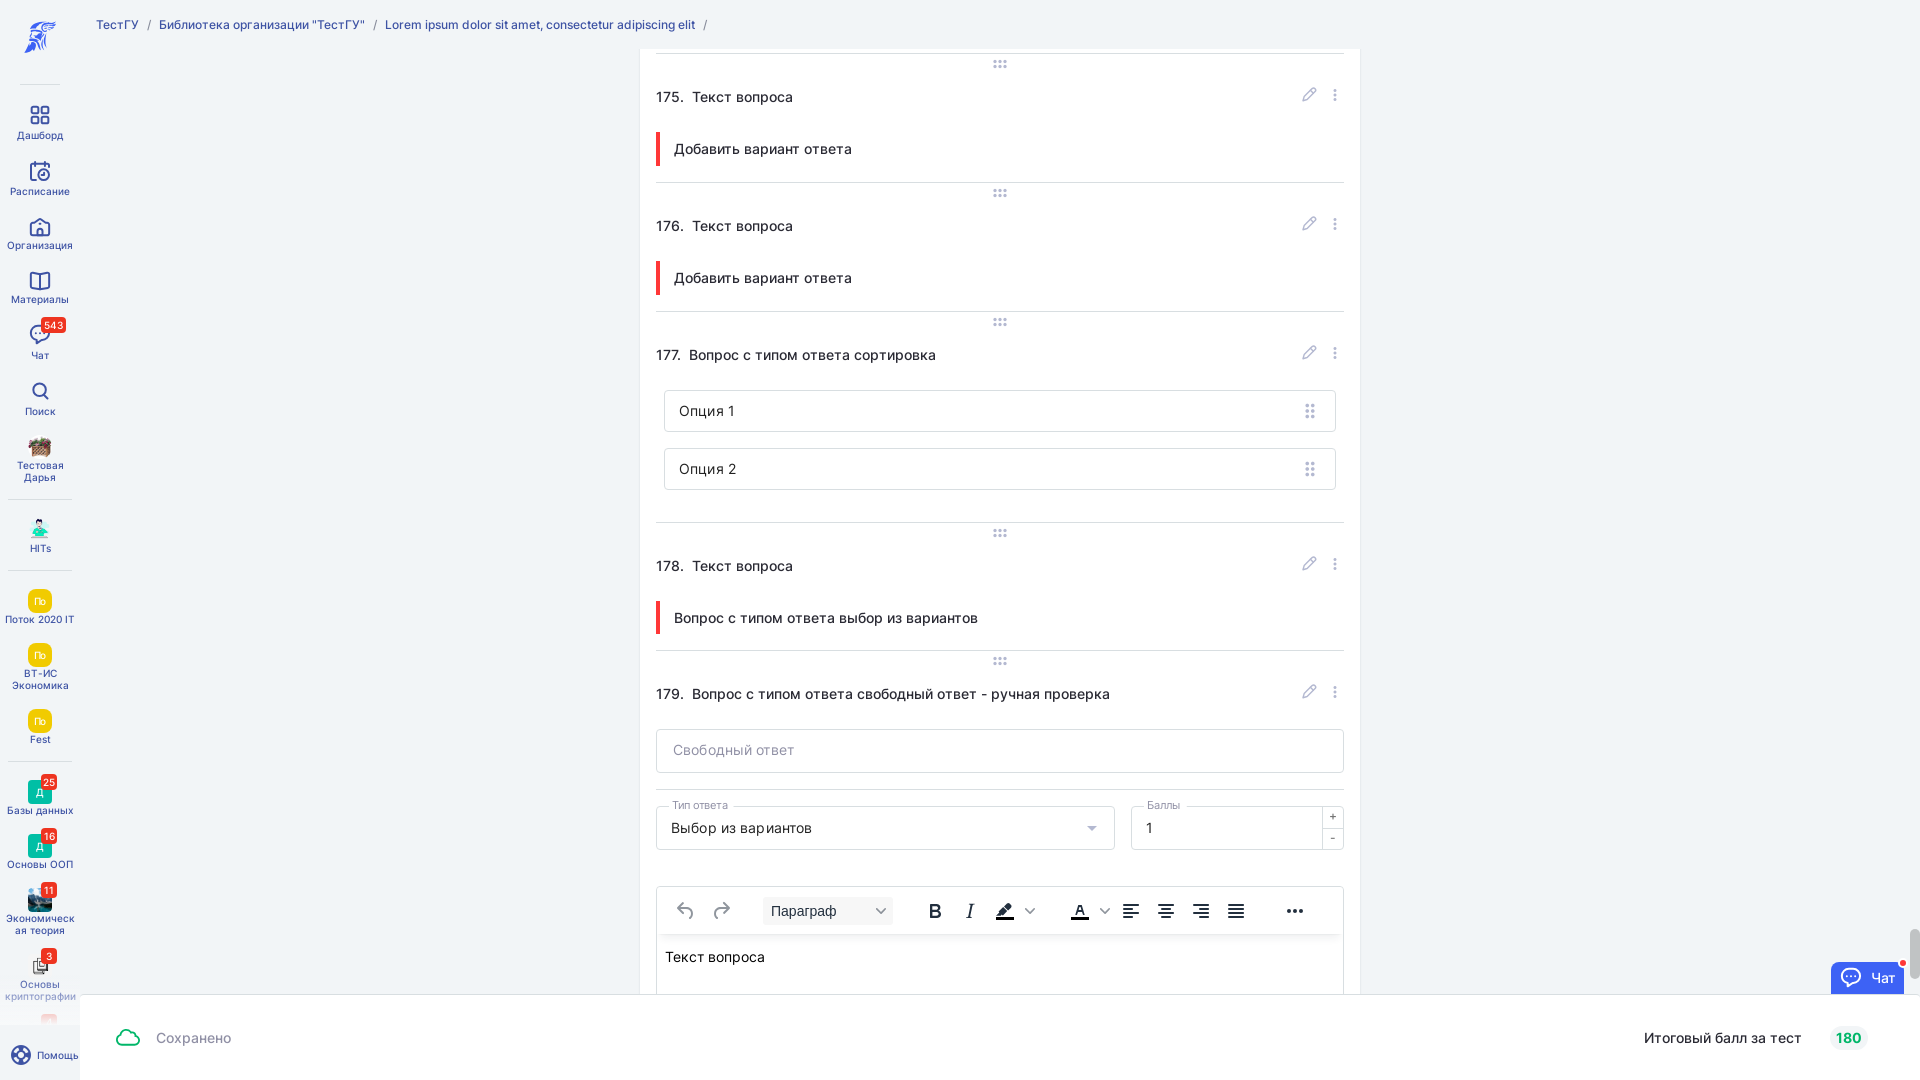 ТестГУ / Библиотека организации "ТестГУ" / Lorem ipsum dolor sit amet, consectetur adipiscing elit /
Дашборд
Расписание
Организация
Материалы
543
Чат
Поиск
Тестовая
Дарья
HITs
По
Поток 2020 IT
По
ВТ-ИС
Экономика
По
Fest
25
Д
Базы данных
16
Д
Основы ООП
11
Экономическ
ая теория
3
Основы
криптографии
Помощь
175. Текст вопроса
Добавить вариант ответа
176. Текст вопроса
Добавить вариант ответа
177. Вопрос с типом ответа сортировка
Опция 1
Опция 2
178. Текст вопроса
Вопрос с типом ответа выбор из вариантов
179. Вопрос с типом ответа свободный ответ - ручная проверка
Свободный ответ
Тип ответа
Выбор из вариантов
Баллы
1
+
-
Параграф
B I A
Текст вопроса
Чат
Сохранено
Итоговый балл за тест 180